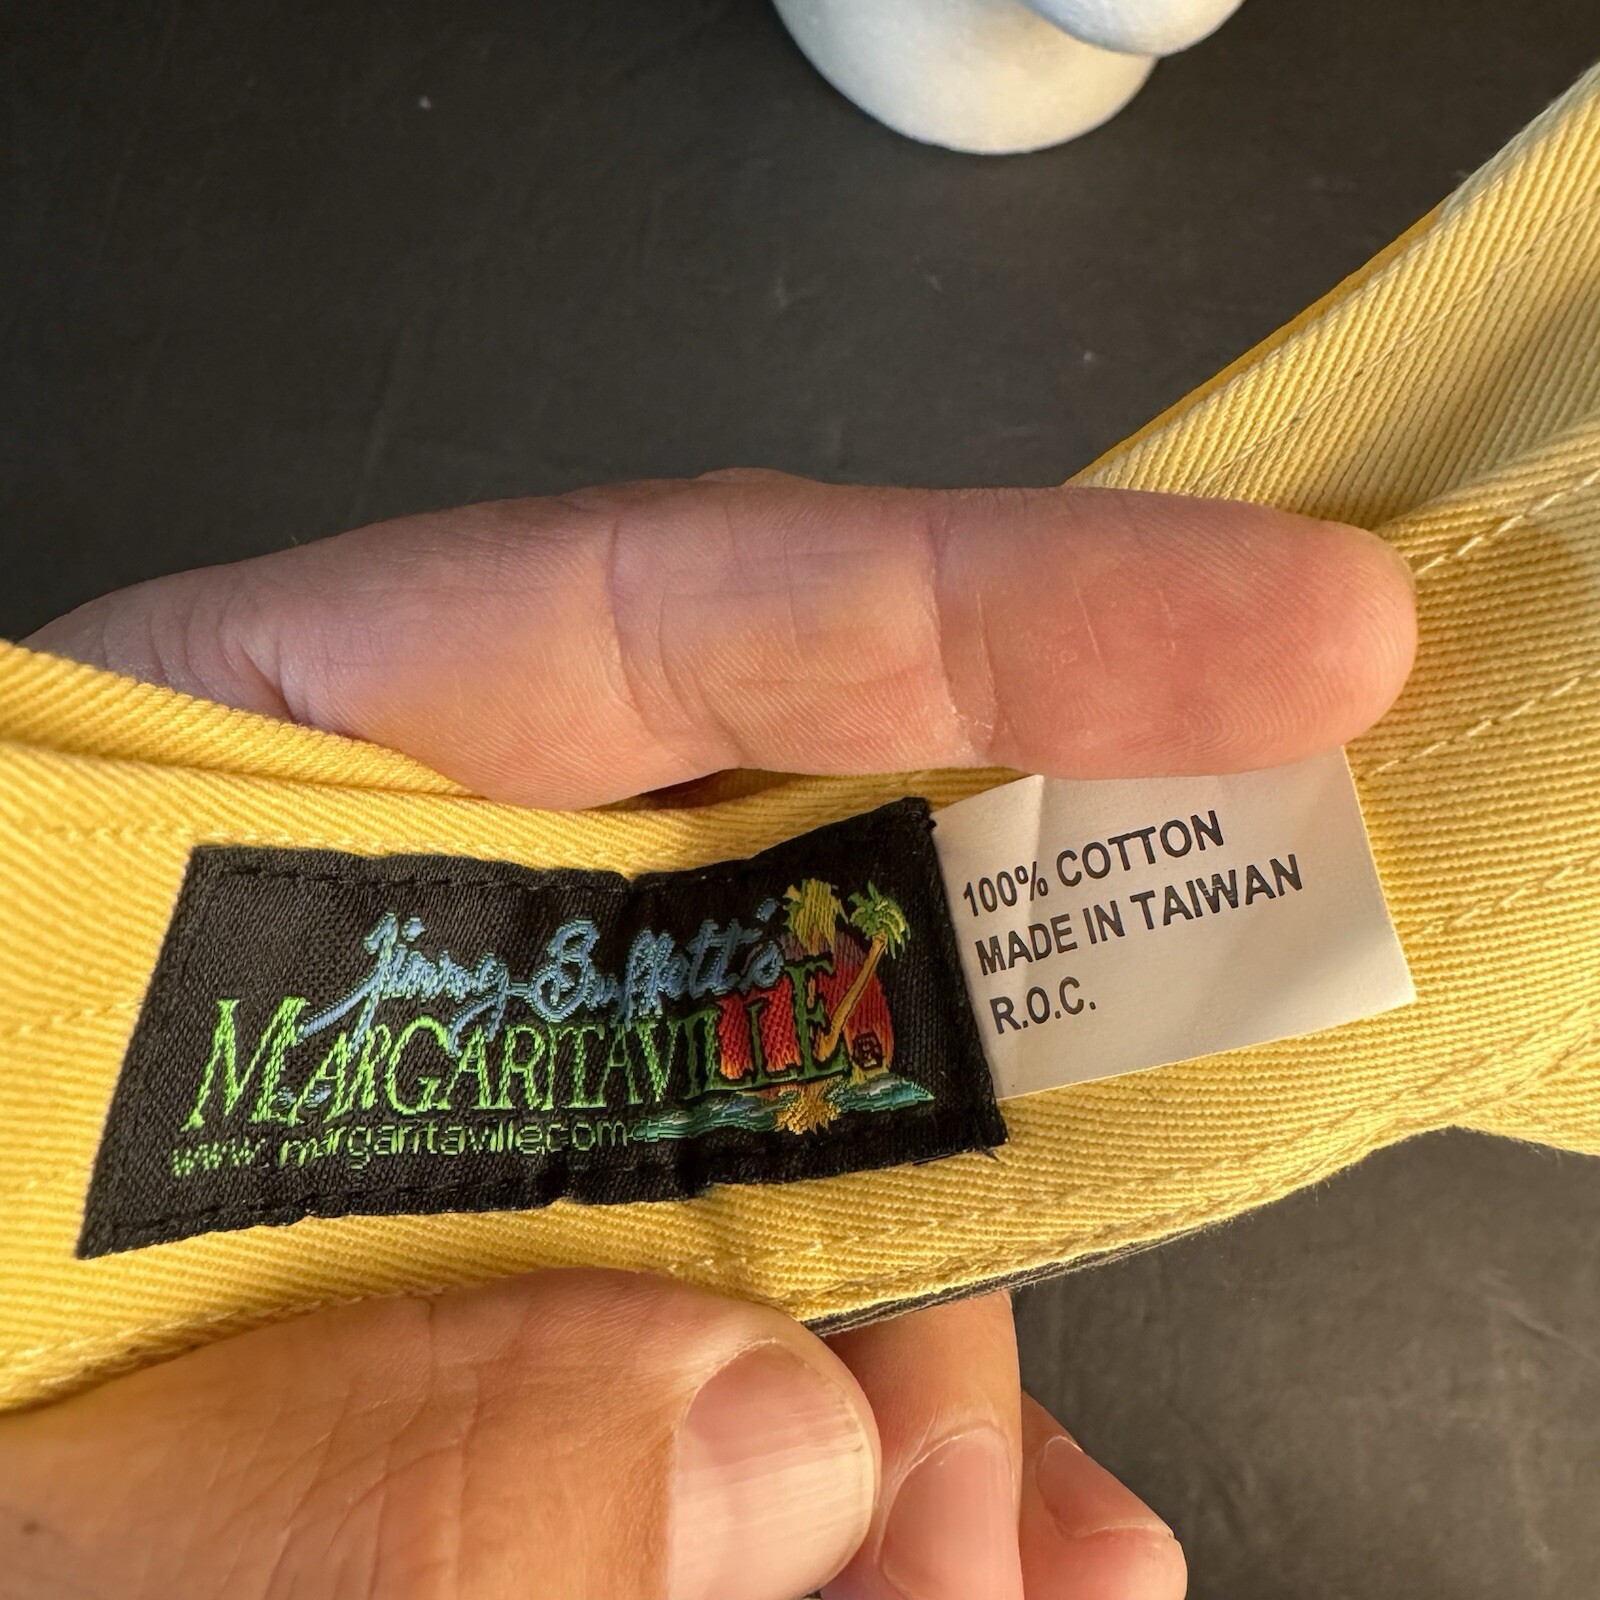 Jimmy Buffett's
MARGARITAVILLE
www.margaritaville.com
100% COTTON
MADE IN TAIWAN
R.O.C.